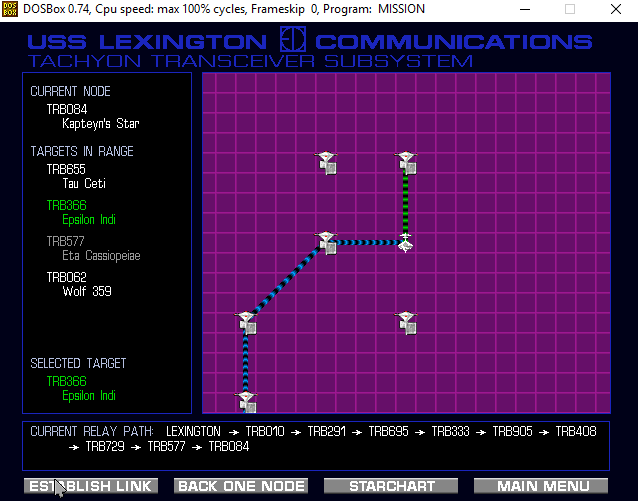 DOSBox 0.74, Cpu speed: max 100% cycles, Frameskip 0, Program: MISSION
DOS BOX
USS LEXINGTON COMMUNICATIONS
TACHYON TRANSCEIVER SUBSYSTEM
CURRENT NODE
TRB084
Kapteyn's Star
TARGETS IN RANGE
TRB655
Tau Ceti
TRB366
Epsilon Indi
TRB577
Eta Cassiopeiae
TRB062
Wolf 359
SELECTED TARGET
TRB366
Epsilon Indi
CURRENT RELAY PATH: LEXINGTON → TRB010 → TRB291 → TRB695 → TRB333 → TRB905 → TRB408
→ TRB729 → TRB577 → TRB084
ESTABLISH LINK BACK ONE NODE STARCHART MAIN MENU